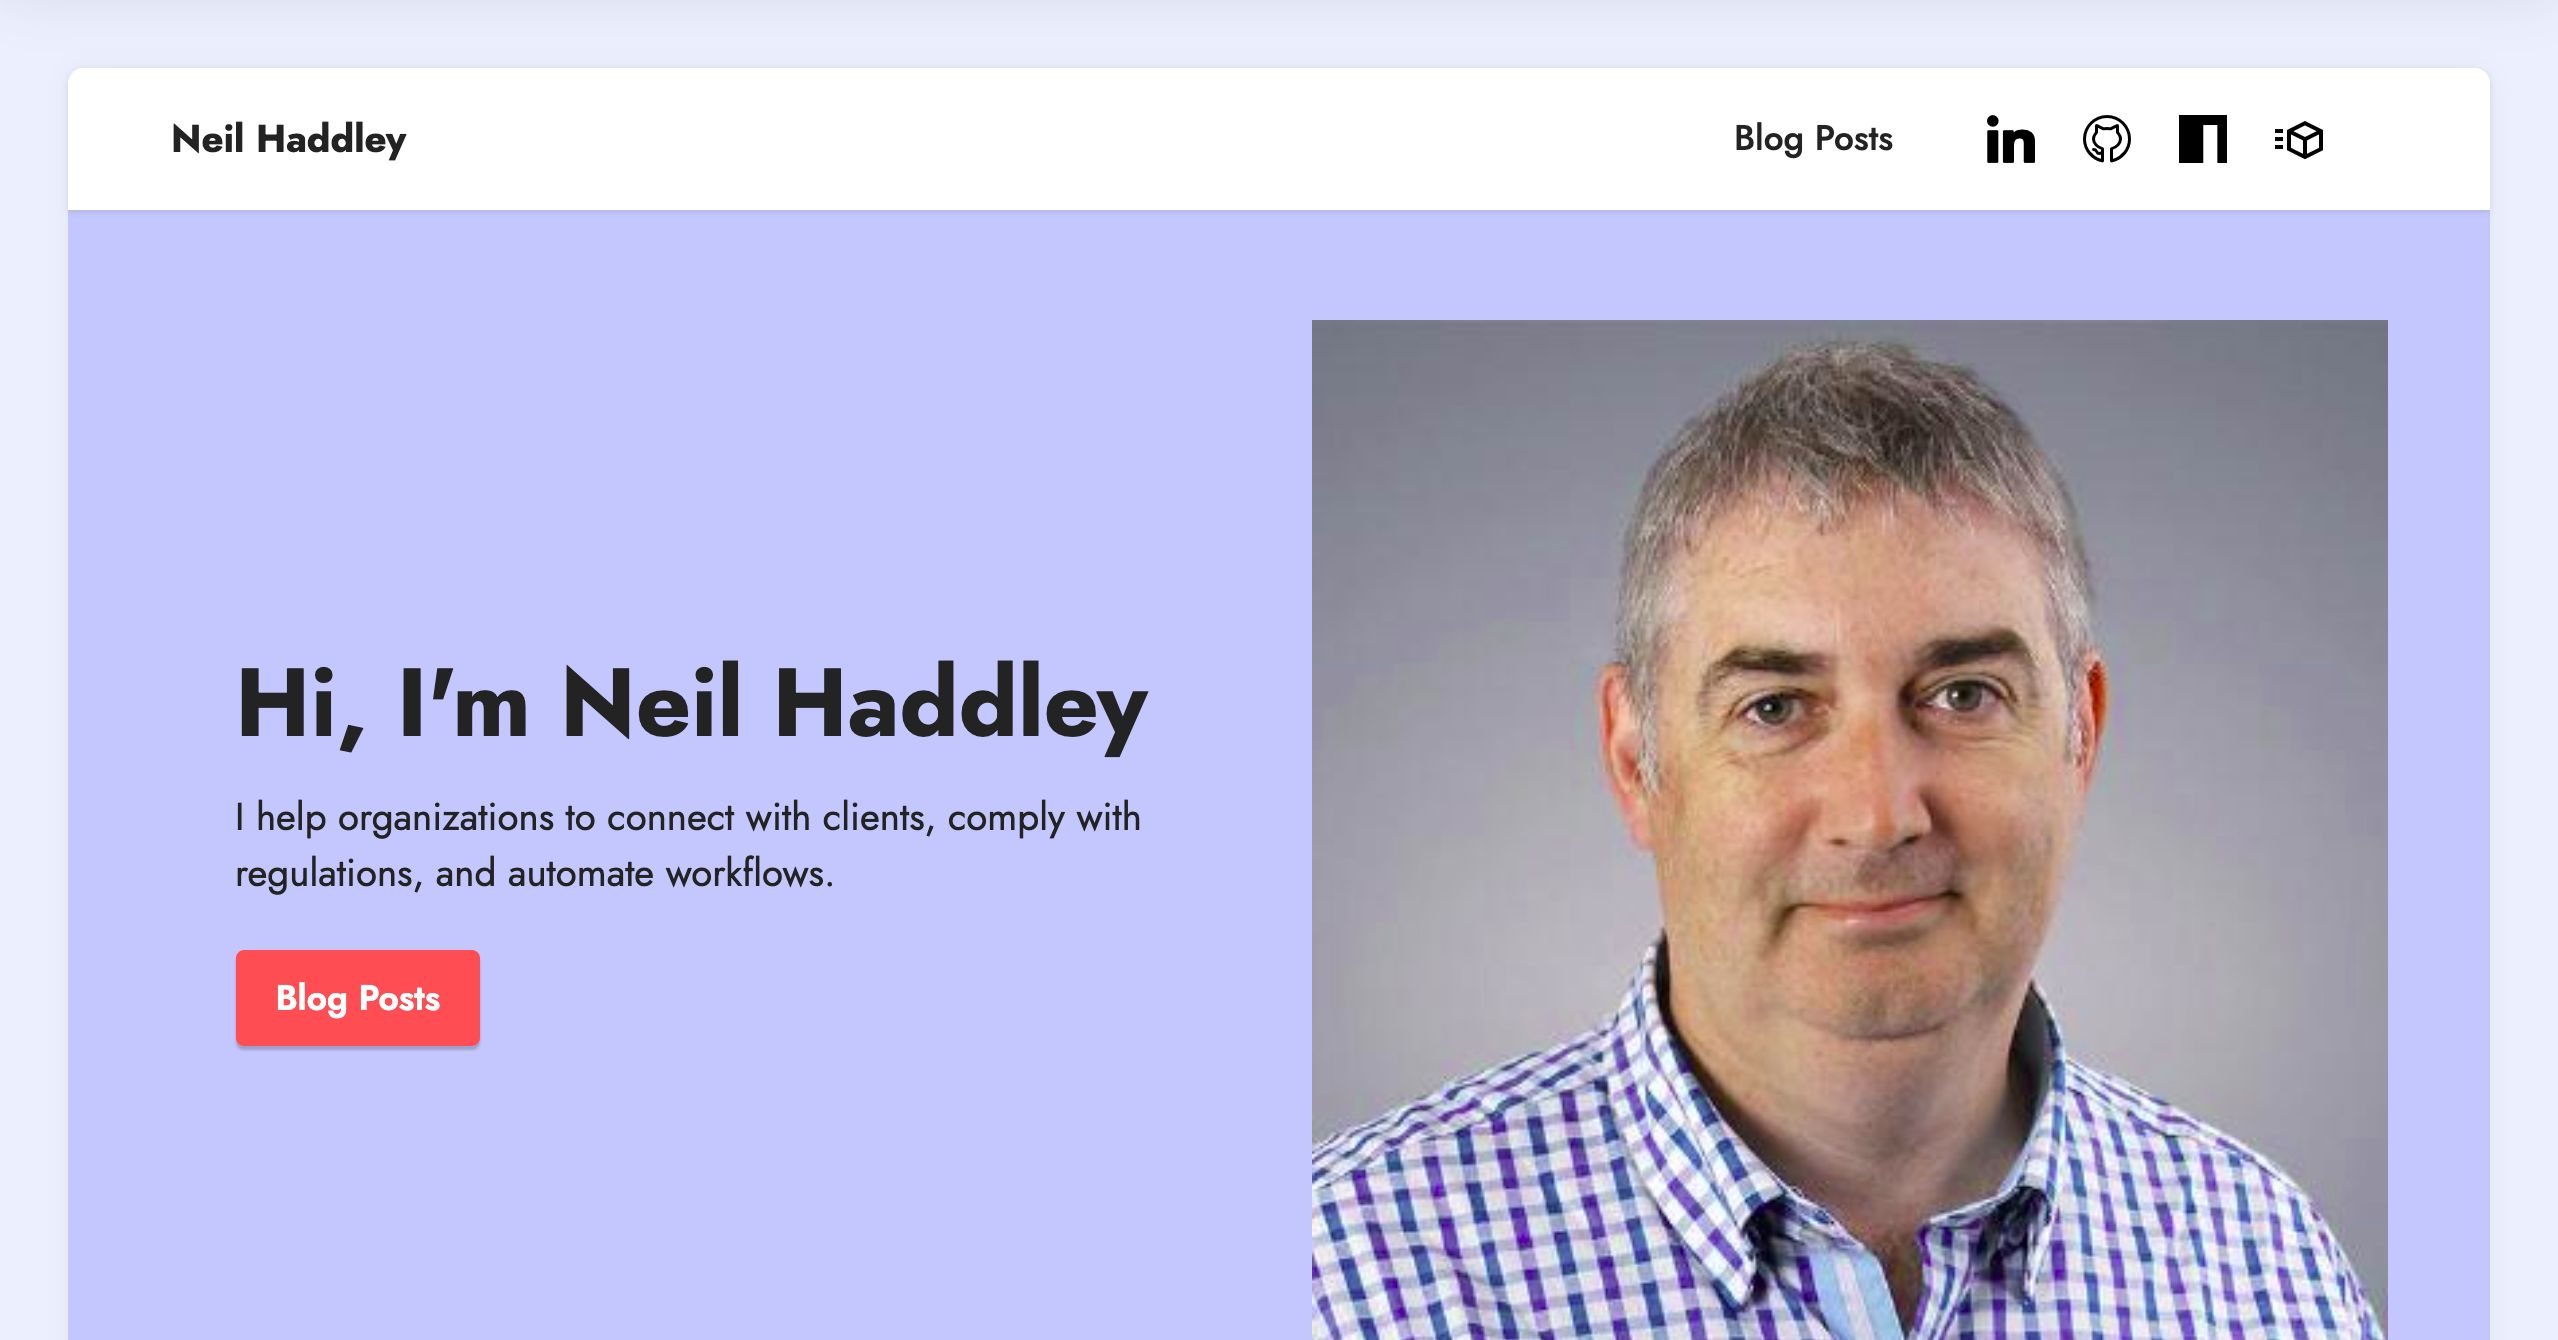 Neil Haddley
Blog Posts
Hi, I'm Neil Haddley
I help organizations to connect with clients, comply with
regulations, and automate workflows.
Blog Posts